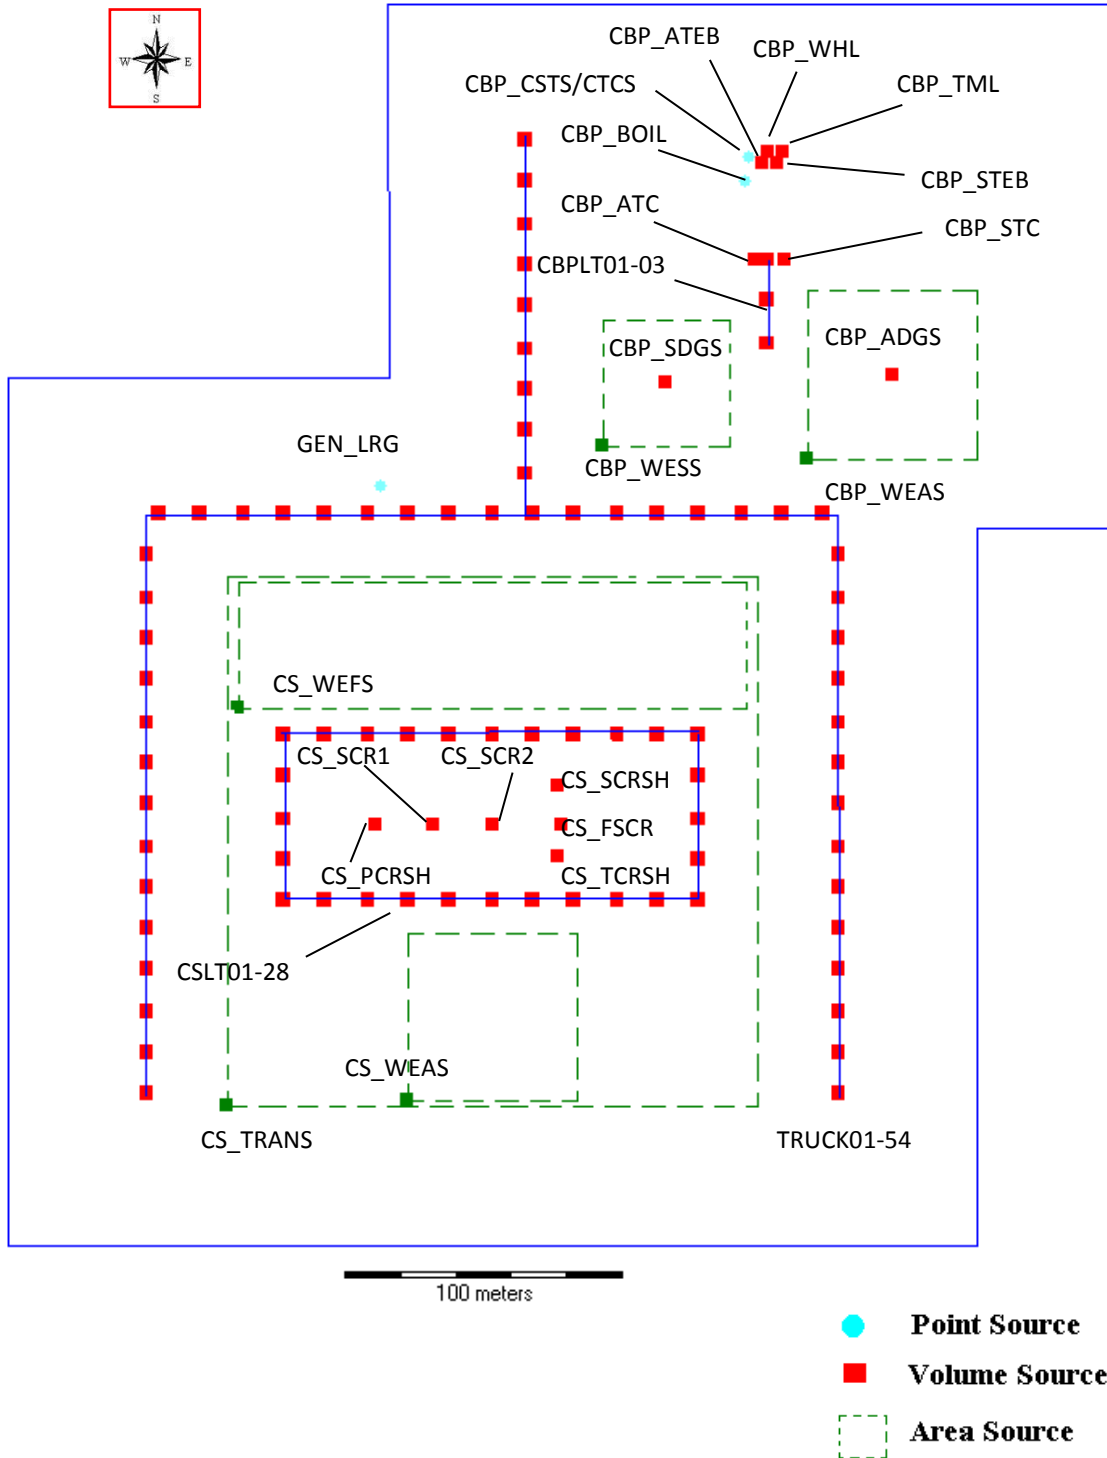 N
W E
S
CBP_ATEB
CBP_WHL
CBP_CSTS/CTCS
CBP_TML
CBP_BOIL
CBP_STEB
CBP_ATC
CBP_STC
CBPLT01-03
CBP_SDGS
CBP_ADGS
GEN_LRG
CBP_WESS
CBP_WEAS
CS_WEFS
CS_SCR1
CS_SCR2
CS_SCRSH
CS_FSCR
CS_PCRSH
CS_TCRSH
CSLT01-28
CS_WEAS
CS_TRANS
TRUCK01-54
100 meters
Point Source
Volume Source
Area Source